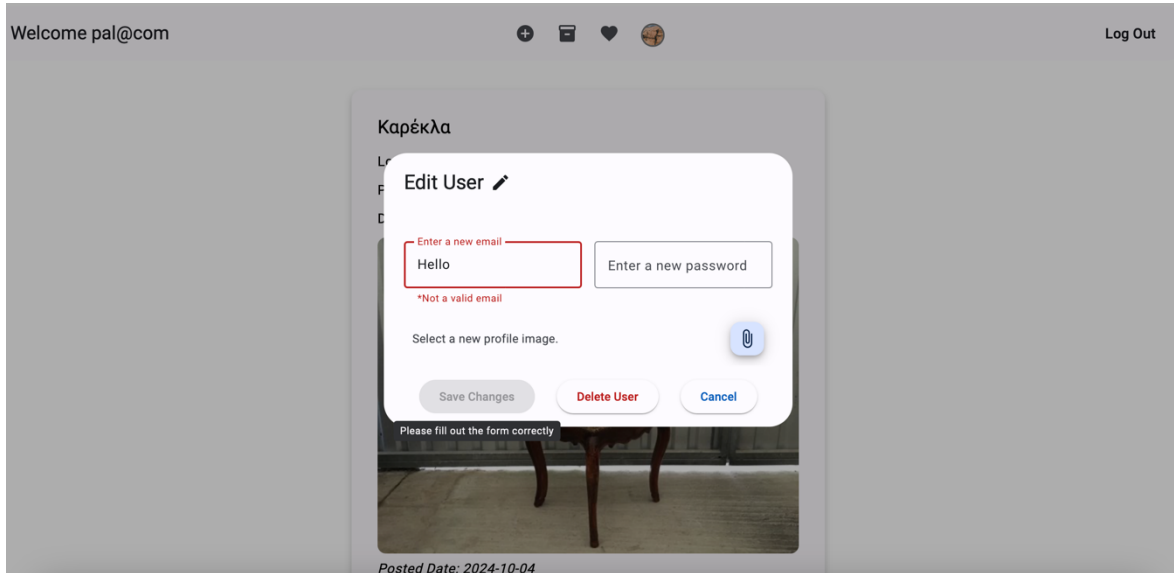 Welcome pal@com
Log Out
Καρέκλα
Edit User
Enter a new email
Hello
Enter a new password
*Not a valid email
Select a new profile image.
Save Changes
Delete User
Cancel
Please fill out the form correctly
Posted Date: 2024-10-04